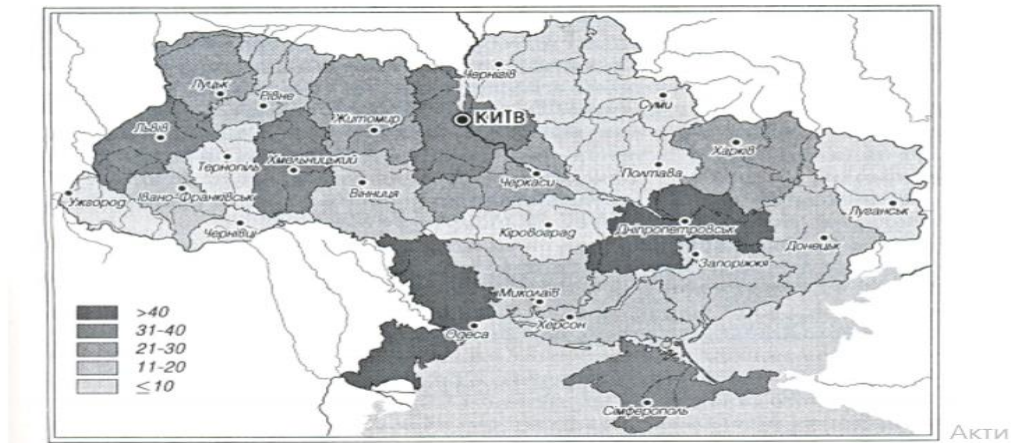 Чернігів
Луцьк
Рівне
Суми
Житомир
КИЇВ
Львів
Харків
Хмельницький
Тернопіль
Полтава
Черкаси
Вінниця
Івано-Франківськ
Ужгород
Луганськ
Чернівці
Кіровоград
Дніпропетровськ
Донецьк
Запоріжжя
Миколаїв
Херсон
Одеса
Сімферополь
>40
31-40
21-30
11-20
≤10
Акти